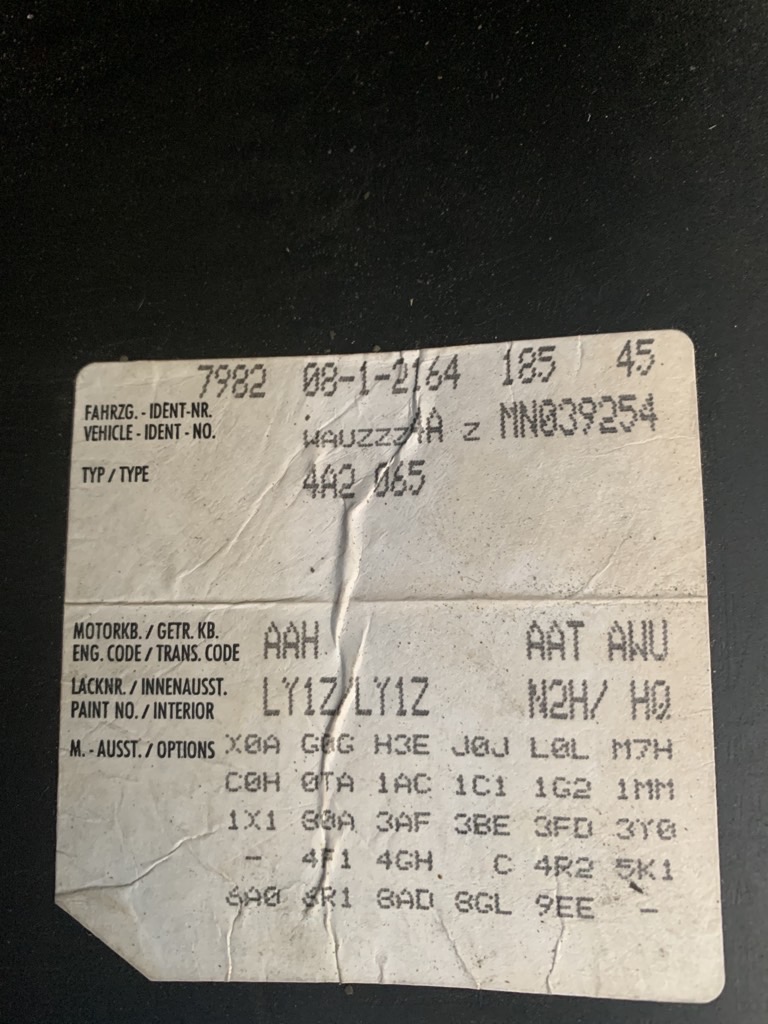 7982 08-1-2164 185 45
FAHRZG. - IDENT-NR.
VEHICLE - IDENT - NO. WAUZZZ4A Z MN039254
TYP / TYPE 4A2 065
MOTORKB. / GETR. KB.
ENG. CODE / TRANS. CODE AAH AAT AWU
LACKNR. / INNENAUSST.
PAINT NO. / INTERIOR LY1Z/LY1Z N2H/ HQ
M. - AUSST. / OPTIONS X0A G0G H3E J0J L0L M7H
C0H 0TA 1AC 1C1 1G2 1MM
1X1 Q0A 3AF 3BE 3FD 3Y0
- 4F1 4GH C 4R2 5K1
6A0 6R1 8AD 8GL 9EE -